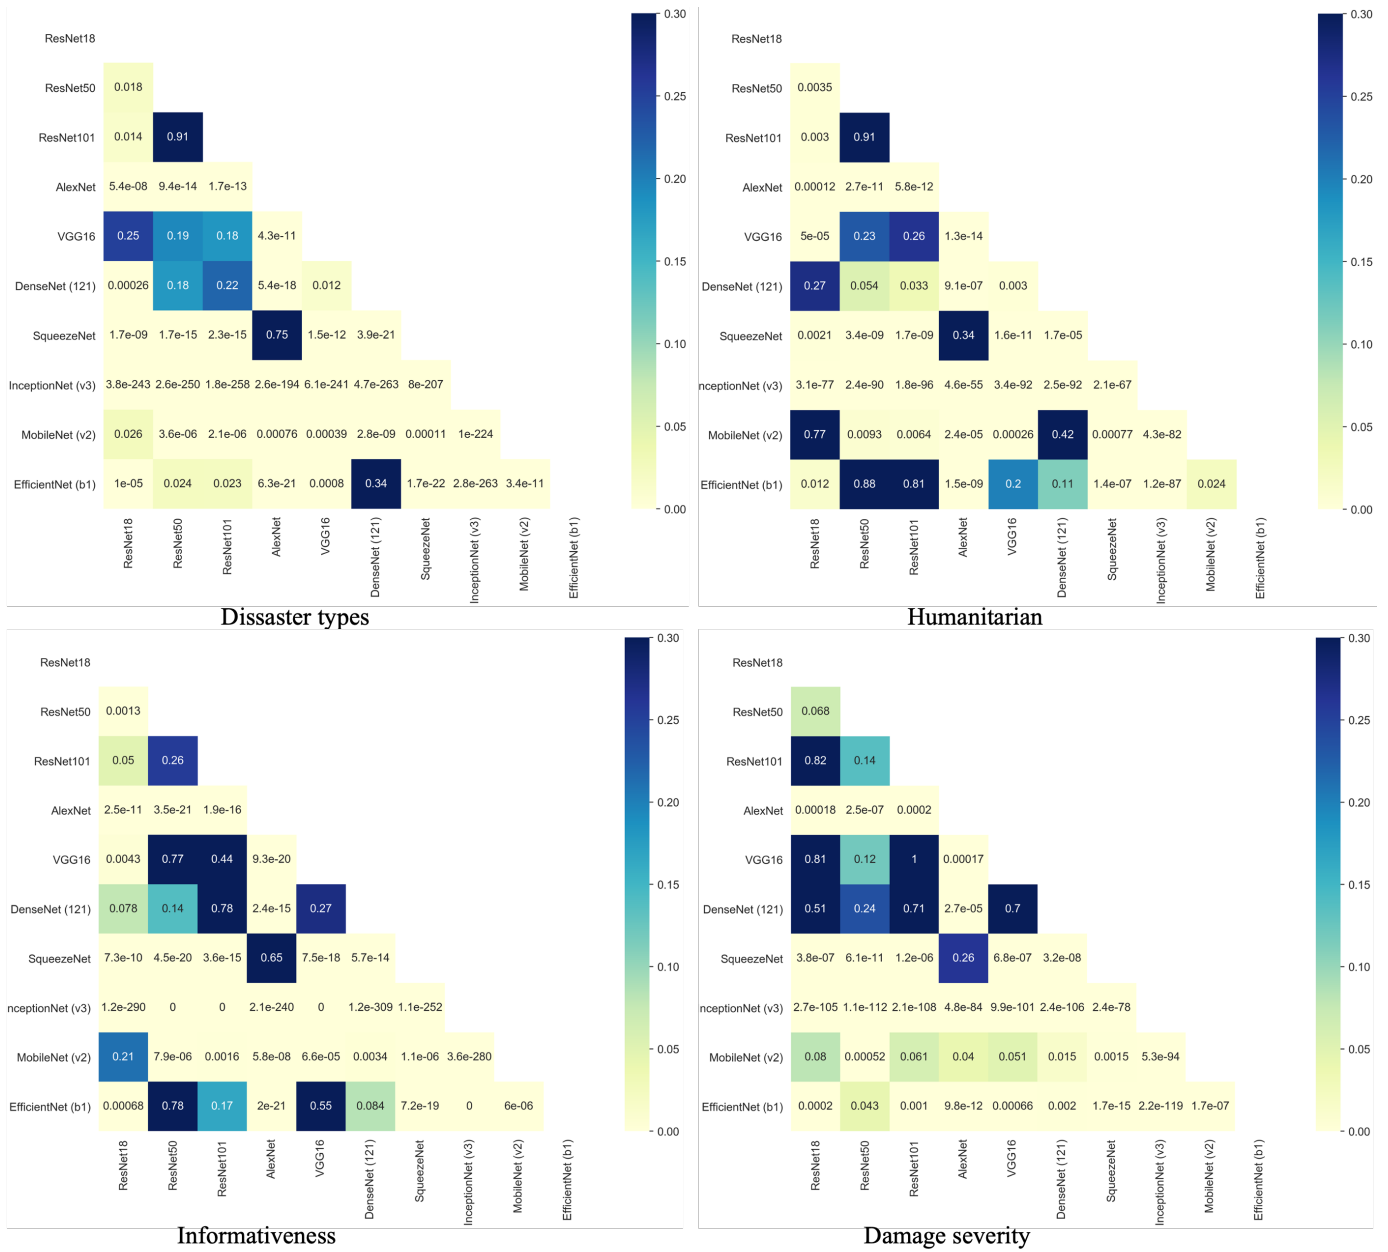 ResNet18
ResNet50 0.018
ResNet101 0.014 0.91
AlexNet 5.4e-08 9.4e-14 1.7e-13
VGG16 0.25 0.19 0.18 4.3e-11
DenseNet (121) 0.00026 0.18 0.22 5.4e-18 0.012
SqueezeNet 1.7e-09 1.7e-15 2.3e-15 0.75 1.5e-12 3.9e-21
InceptionNet (v3) 3.8e-243 2.6e-250 1.8e-258 2.6e-194 6.1e-241 4.7e-263 8e-207
MobileNet (v2) 0.026 3.6e-06 2.1e-06 0.00076 0.00039 2.8e-09 0.00011 1e-224
EfficientNet (b1) 1e-05 0.024 0.023 6.3e-21 0.0008 0.34 1.7e-22 2.8e-263 3.4e-11
ResNet18 ResNet50 ResNet101 AlexNet VGG16 DenseNet (121) SqueezeNet InceptionNet (v3) MobileNet (v2) EfficientNet (b1)
0.30
0.25
0.20
0.15
0.10
0.05
0.00
Dissaster types
ResNet18
ResNet50 0.0035
ResNet101 0.003 0.91
AlexNet 0.00012 2.7e-11 5.8e-12
VGG16 5e-05 0.23 0.26 1.3e-14
DenseNet (121) 0.27 0.054 0.033 9.1e-07 0.003
SqueezeNet 0.0021 3.4e-09 1.7e-09 0.34 1.6e-11 1.7e-05
nceptionNet (v3) 3.1e-77 2.4e-90 1.8e-96 4.6e-55 3.4e-92 2.5e-92 2.1e-67
MobileNet (v2) 0.77 0.0093 0.0064 2.4e-05 0.00026 0.42 0.00077 4.3e-82
EfficientNet (b1) 0.012 0.88 0.81 1.5e-09 0.2 0.11 1.4e-07 1.2e-87 0.024
ResNet18 ResNet50 ResNet101 AlexNet VGG16 DenseNet (121) SqueezeNet InceptionNet (v3) MobileNet (v2) EfficientNet (b1)
0.30
0.25
0.20
0.15
0.10
0.05
0.00
Humanitarian
ResNet18
ResNet50 0.0013
ResNet101 0.05 0.26
AlexNet 2.5e-11 3.5e-21 1.9e-16
VGG16 0.0043 0.77 0.44 9.3e-20
DenseNet (121) 0.078 0.14 0.78 2.4e-15 0.27
SqueezeNet 7.3e-10 4.5e-20 3.6e-15 0.65 7.5e-18 5.7e-14
nceptionNet (v3) 1.2e-290 0 0 2.1e-240 0 1.2e-309 1.1e-252
MobileNet (v2) 0.21 7.9e-06 0.0016 5.8e-08 6.6e-05 0.0034 1.1e-06 3.6e-280
EfficientNet (b1) 0.00068 0.78 0.17 2e-21 0.55 0.084 7.2e-19 0 6e-06
ResNet18 ResNet50 ResNet101 AlexNet VGG16 DenseNet (121) SqueezeNet InceptionNet (v3) MobileNet (v2) EfficientNet (b1)
0.30
0.25
0.20
0.15
0.10
0.05
0.00
Informativeness
ResNet18
ResNet50 0.068
ResNet101 0.82 0.14
AlexNet 0.00018 2.5e-07 0.0002
VGG16 0.81 0.12 1 0.00017
DenseNet (121) 0.51 0.24 0.71 2.7e-05 0.7
SqueezeNet 3.8e-07 6.1e-11 1.2e-06 0.26 6.8e-07 3.2e-08
nceptionNet (v3) 2.7e-105 1.1e-112 2.1e-108 4.8e-84 9.9e-101 2.4e-106 2.4e-78
MobileNet (v2) 0.08 0.00052 0.061 0.04 0.051 0.015 0.0015 5.3e-94
EfficientNet (b1) 0.0002 0.043 0.001 9.8e-12 0.00066 0.002 1.7e-15 2.2e-119 1.7e-07
ResNet18 ResNet50 ResNet101 AlexNet VGG16 DenseNet (121) SqueezeNet InceptionNet (v3) MobileNet (v2) EfficientNet (b1)
0.30
0.25
0.20
0.15
0.10
0.05
0.00
Damage severity